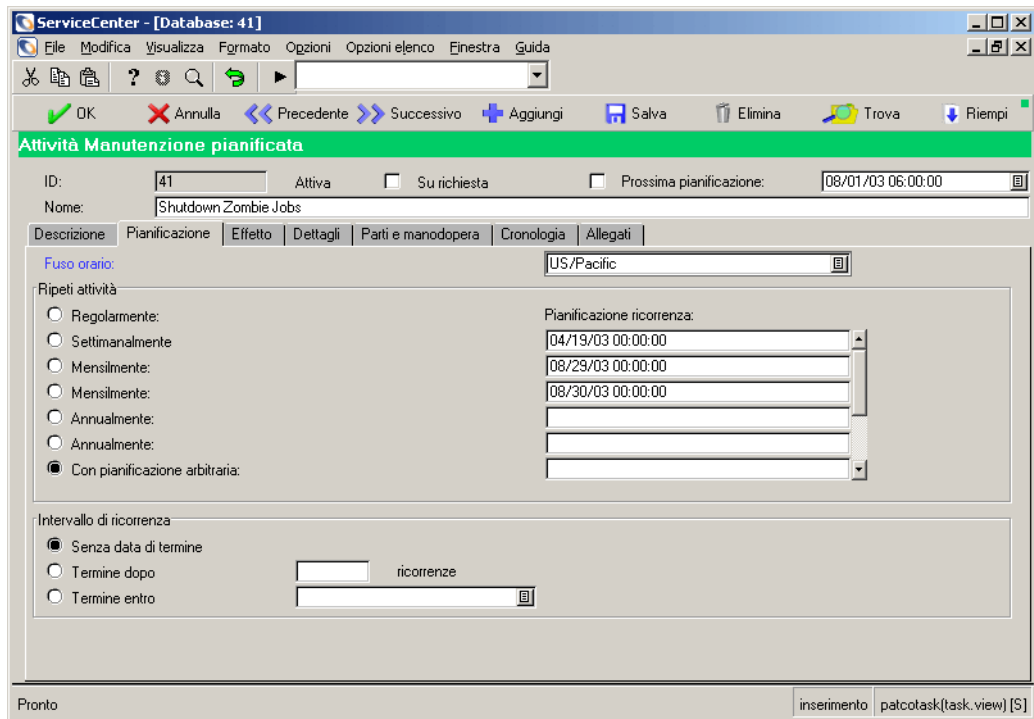 ServiceCenter - [Database: 41]
File Modifica Visualizza Formato Opzioni Opzioni elenco Finestra Guida
OK Annulla Precedente Successivo Aggiungi Salva Elimina Trova Riempi
Attività Manutenzione pianificata
ID: 41 Attiva Su richiesta Prossima pianificazione: 08/01/03 06:00:00
Nome: Shutdown Zombie Jobs
Descrizione Pianificazione Effetto Dettagli Parti e manodopera Cronologia Allegati
Fuso orario: US/Pacific
Ripeti attività
Regolarmente: Pianificazione ricorrenza:
Settimanalmente 04/19/03 00:00:00
Mensilmente: 08/29/03 00:00:00
Mensilmente: 08/30/03 00:00:00
Annualmente:
Annualmente:
Con pianificazione arbitraria:
Intervallo di ricorrenza
Senza data di termine
Termine dopo ricorrenze
Termine entro
Pronto inserimento patcotask(task.view) [S]